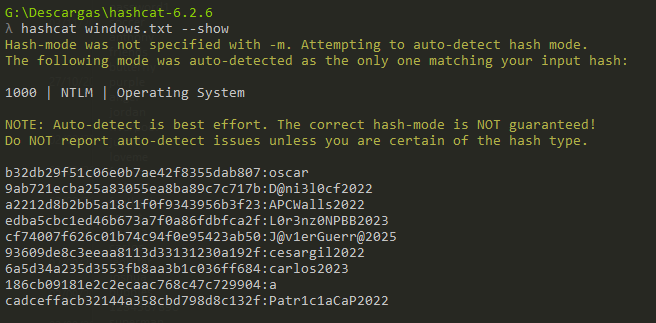 G:\Descargas\hashcat-6.2.6
λ hashcat windows.txt --show
Hash-mode was not specified with -m. Attempting to auto-detect hash mode.
The following mode was auto-detected as the only one matching your input hash:
1000 | NTLM | Operating System
NOTE: Auto-detect is best effort. The correct hash-mode is NOT guaranteed!
Do NOT report auto-detect issues unless you are certain of the hash type.
b32db29f51c06e0b7ae42f8355dab807:oscar
9ab721ecba25a83055ea8ba89c7c717b:D@ni3l0cf2022
a2212d8b2bb5a18c1f0f9343956b3f23:APCWalls2022
edba5cbc1ed46b673a7f0a86fdbfca2f:L0r3nz0NPBB2023
cf74007f626c01b74c94f0e95423ab50:J@v1erGuerr@2025
93609de8c3eeaa8113d33131230a192f:cesargil2022
6a5d34a235d3553fb8aa3b1c036ff684:carlos2023
186cb09181e2c2ecaac768c47c729904:a
cadceffacb32144a358cbd798d8c132f:Patr1c1aCaP2022